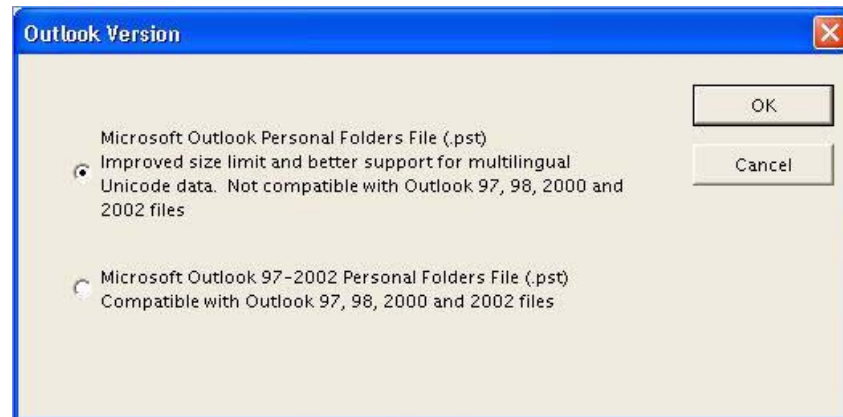 Outlook Version
OK
Microsoft Outlook Personal Folders File (.pst)
Improved size limit and better support for multilingual
Unicode data.  Not compatible with Outlook 97, 98, 2000 and
2002 files
Cancel
Microsoft Outlook 97-2002 Personal Folders File (.pst)
Compatible with Outlook 97, 98, 2000 and 2002 files